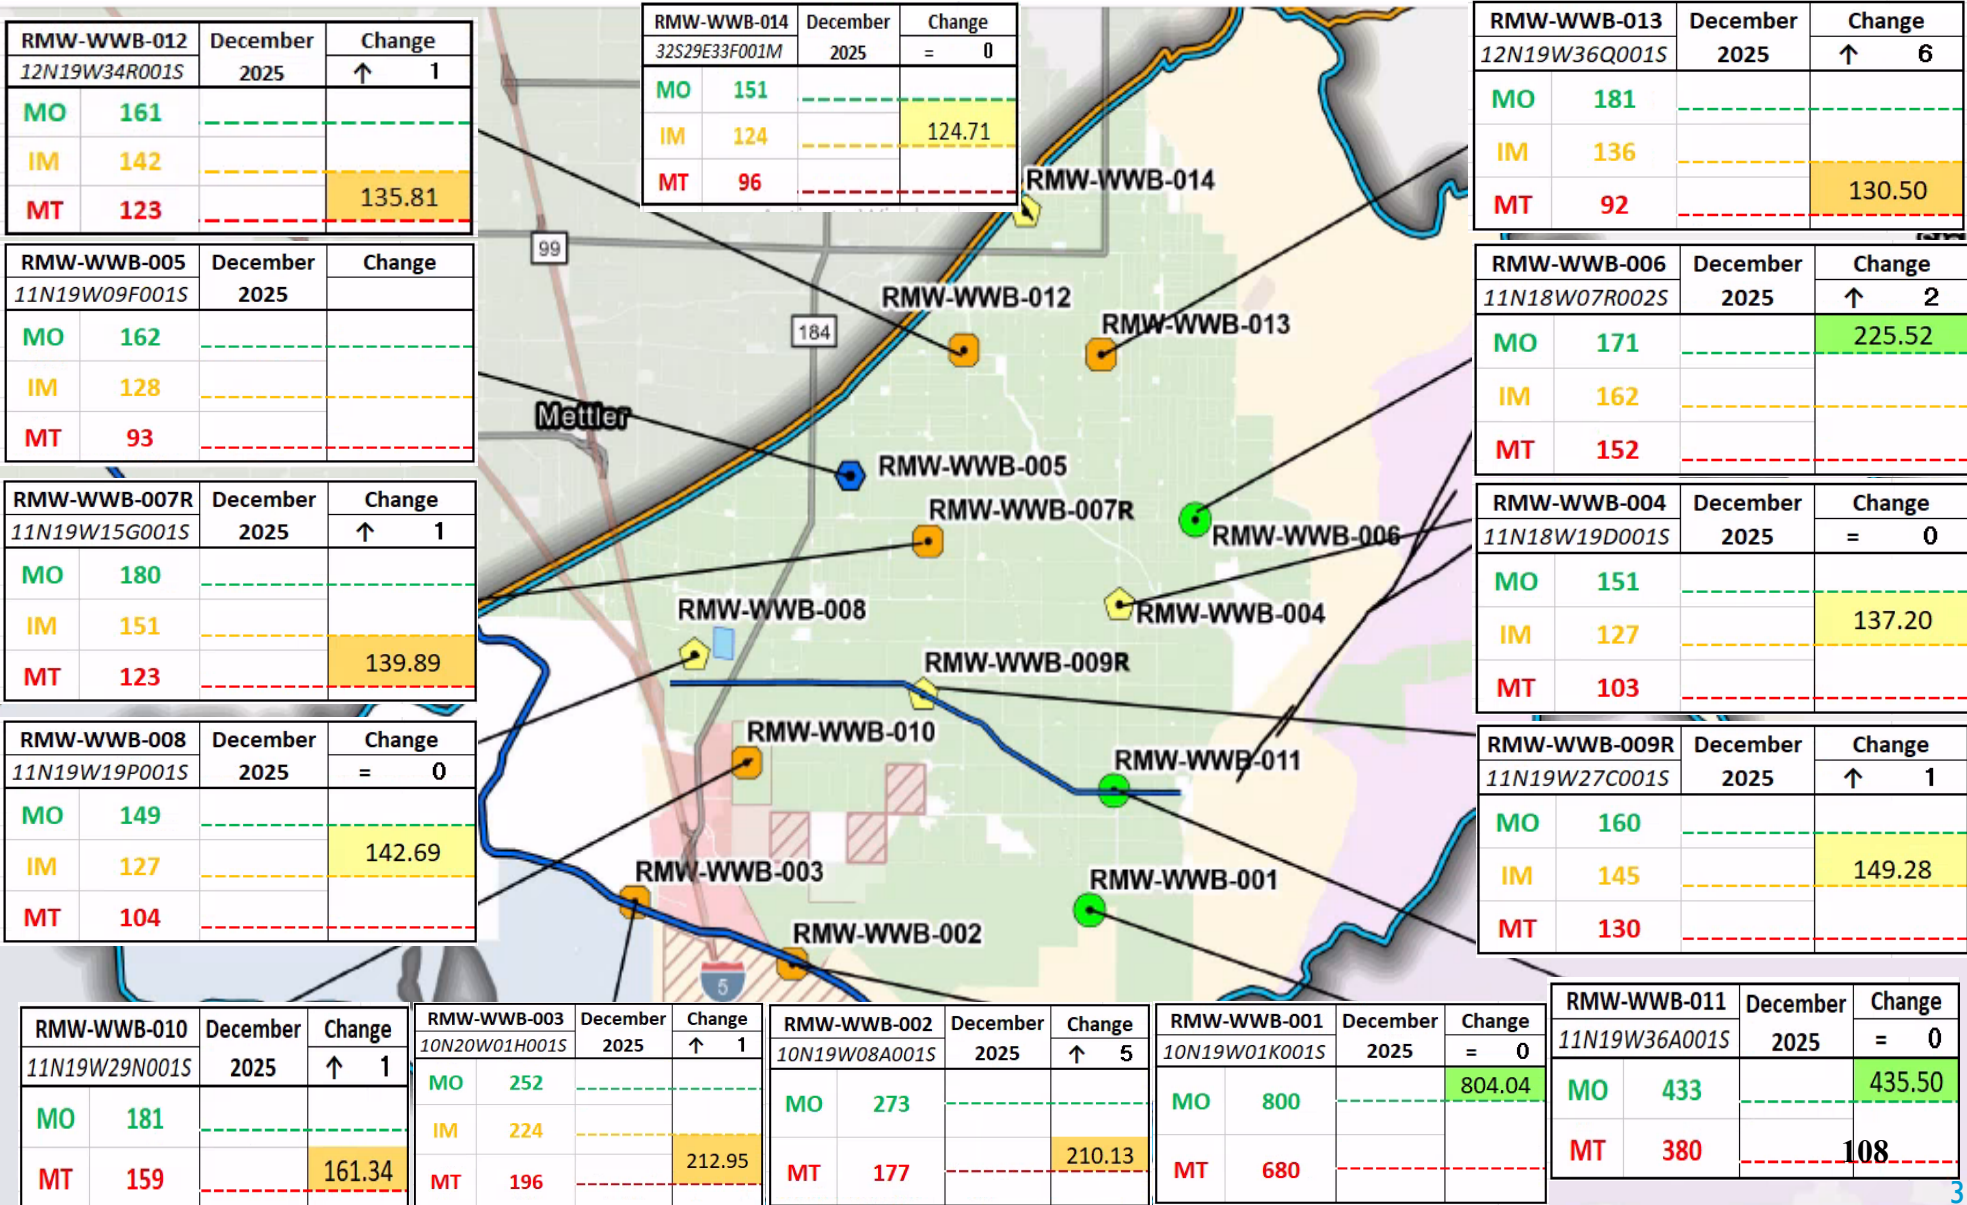 RMW-WWB-012 December Change
12N19W34R001S 2025 ↑ 1
MO 161
IM 142
MT 123 135.81
RMW-WWB-014 December Change
32S29E33F001M 2025 = 0
MO 151
IM 124 124.71
MT 96
RMW-WWB-013 December Change
12N19W36Q001S 2025 ↑ 6
MO 181
IM 136
MT 92 130.50
RMW-WWB-005 December Change
11N19W09F001S 2025
MO 162
IM 128
MT 93
RMW-WWB-006 December Change
11N18W07R002S 2025 ↑ 2
MO 171 225.52
IM 162
MT 152
RMW-WWB-007R December Change
11N19W15G001S 2025 ↑ 1
MO 180
IM 151
MT 123 139.89
RMW-WWB-004 December Change
11N18W19D001S 2025 = 0
MO 151
IM 127 137.20
MT 103
RMW-WWB-008 December Change
11N19W19P001S 2025 = 0
MO 149
IM 127 142.69
MT 104
RMW-WWB-009R December Change
11N19W27C001S 2025 ↑ 1
MO 160
IM 145 149.28
MT 130
RMW-WWB-014
99
RMW-WWB-012
184
RMW-WWB-013
Mettler
RMW-WWB-005
RMW-WWB-007R
RMW-WWB-006
RMW-WWB-008
RMW-WWB-004
RMW-WWB-009R
RMW-WWB-010
RMW-WWB-011
RMW-WWB-003
RMW-WWB-001
RMW-WWB-002
5
RMW-WWB-010 December Change
11N19W29N001S 2025 ↑ 1
MO 181
MT 159 161.34
RMW-WWB-003 December Change
10N20W01H001S 2025 ↑ 1
MO 252
IM 224
MT 196 212.95
RMW-WWB-002 December Change
10N19W08A001S 2025 ↑ 5
MO 273
MT 177 210.13
RMW-WWB-001 December Change
10N19W01K001S 2025 = 0
MO 800 804.04
MT 680
RMW-WWB-011 December Change
11N19W36A001S 2025 = 0
MO 433 435.50
MT 380
108
3